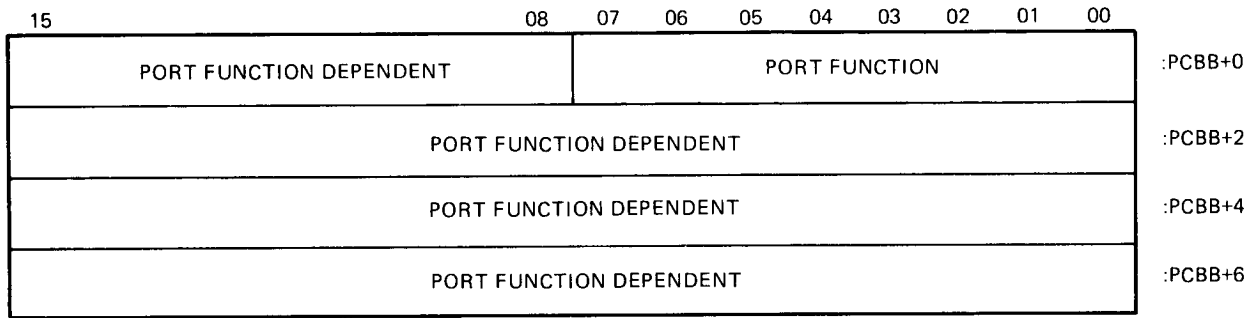 15 08 07 06 05 04 03 02 01 00
PORT FUNCTION DEPENDENT PORT FUNCTION :PCBB+0
PORT FUNCTION DEPENDENT :PCBB+2
PORT FUNCTION DEPENDENT :PCBB+4
PORT FUNCTION DEPENDENT :PCBB+6